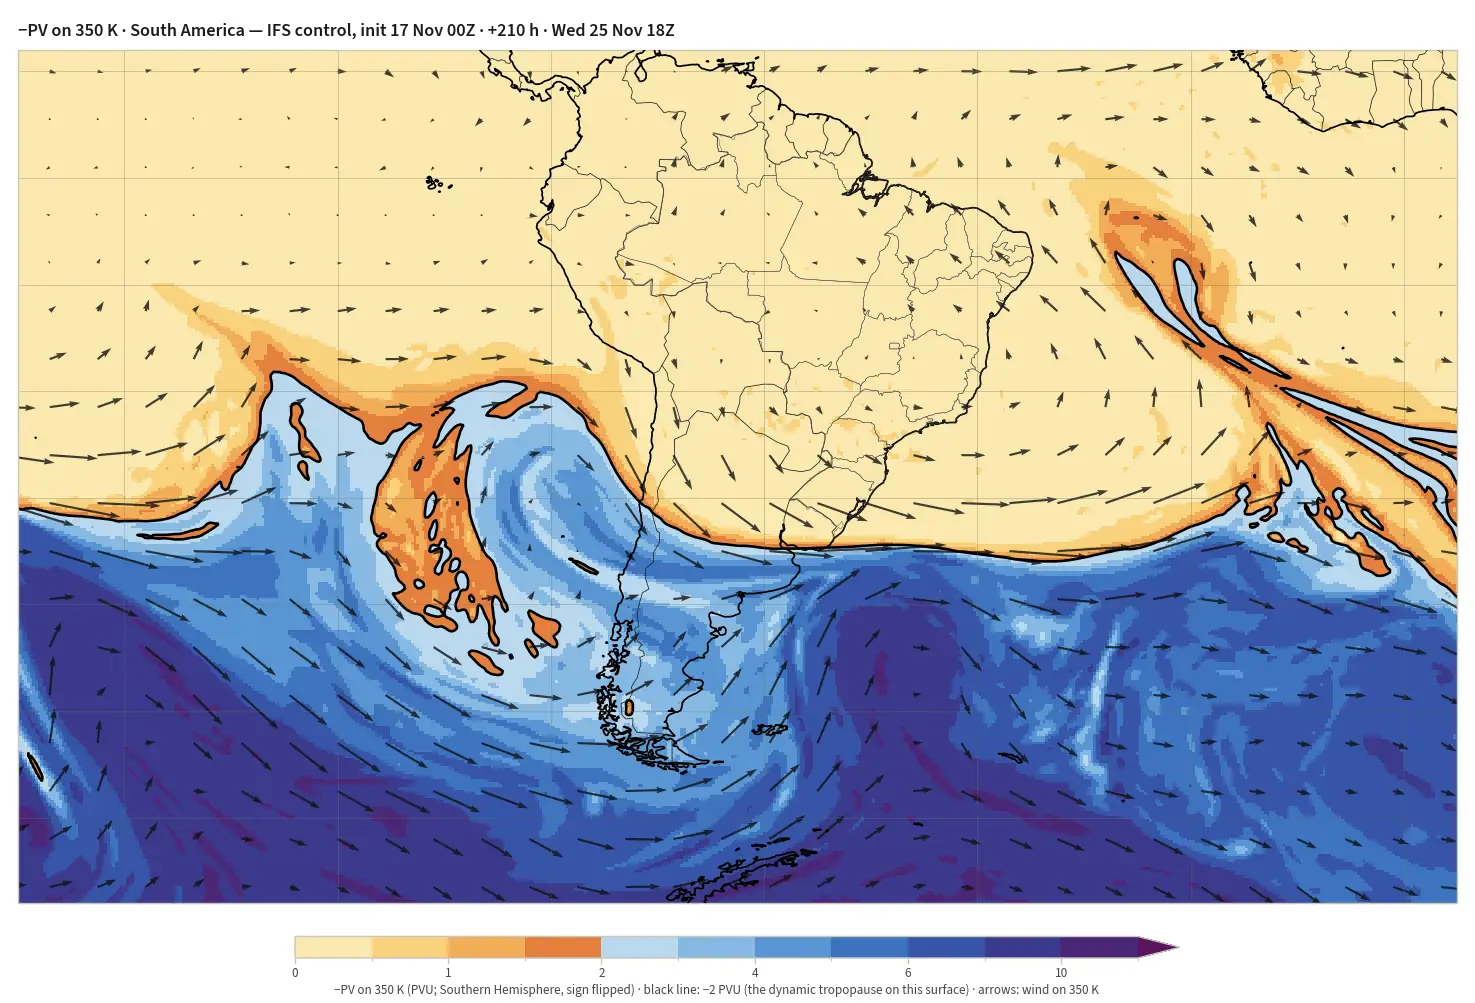 −PV on 350 K · South America — IFS control, init 17 Nov 00Z · +210 h · Wed 25 Nov 18Z
0 1 2 4 6 10
−PV on 350 K (PVU; Southern Hemisphere, sign flipped) · black line: −2 PVU (the dynamic tropopause on this surface) · arrows: wind on 350 K